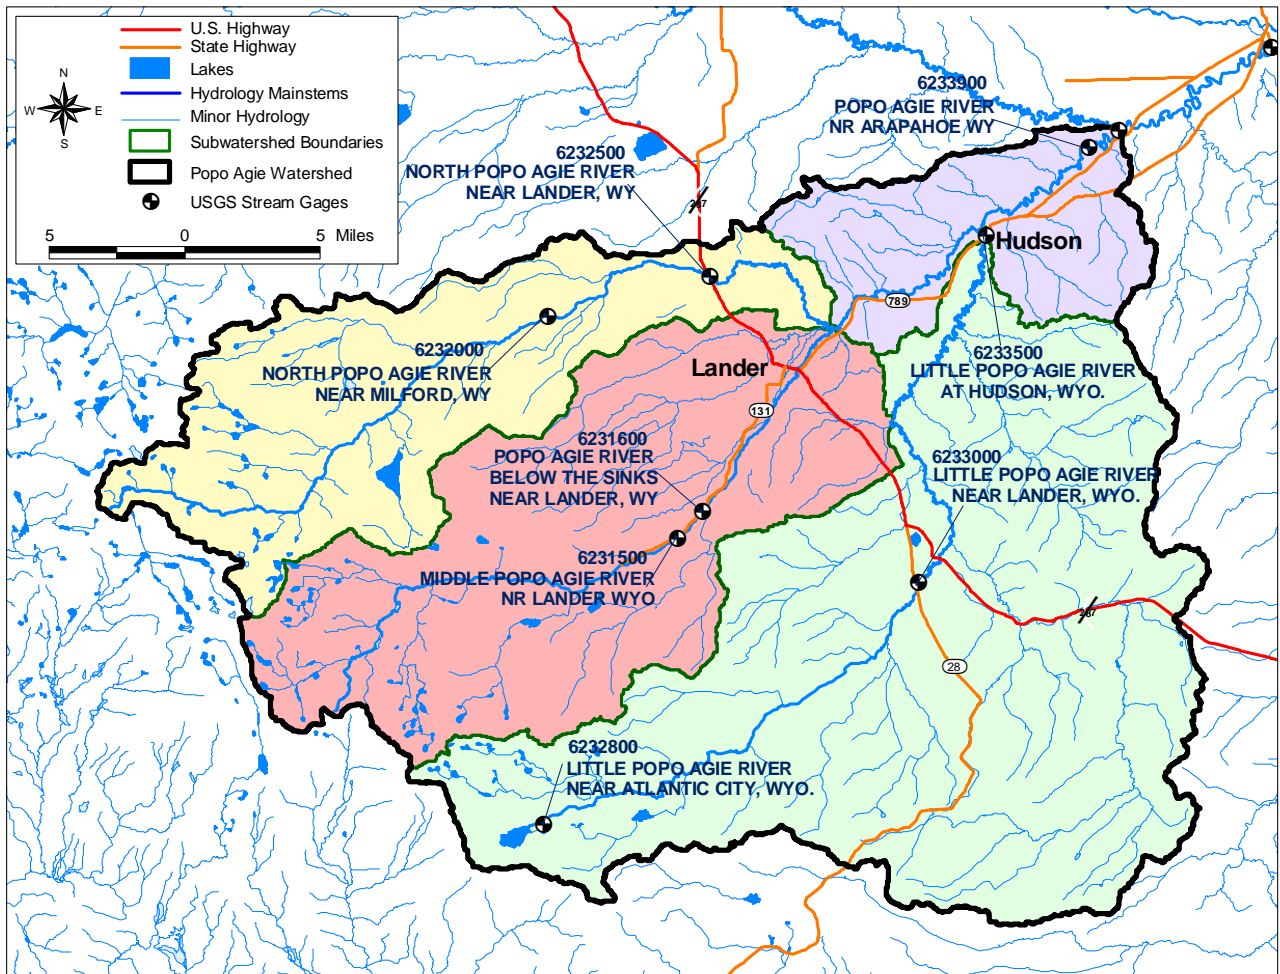 U.S. Highway
State Highway
Lakes
Hydrology Mainstems
Minor Hydrology
Subwatershed Boundaries
Popo Agie Watershed
USGS Stream Gages
N
W
E
S
5
0
5 Miles
6233900
POPO AGIE RIVER
NR ARAPAHOE WY
6232500
NORTH POPO AGIE RIVER
NEAR LANDER, WY
287
Hudson
789
6232000
NORTH POPO AGIE RIVER
NEAR MILFORD, WY
Lander
6233500
LITTLE POPO AGIE RIVER
AT HUDSON, WYO.
131
6231600
POPO AGIE RIVER
BELOW THE SINKS
NEAR LANDER, WY
6233000
LITTLE POPO AGIE RIVER
NEAR LANDER, WYO.
6231500
MIDDLE POPO AGIE RIVER
NR LANDER WYO
287
28
6232800
LITTLE POPO AGIE RIVER
NEAR ATLANTIC CITY, WYO.